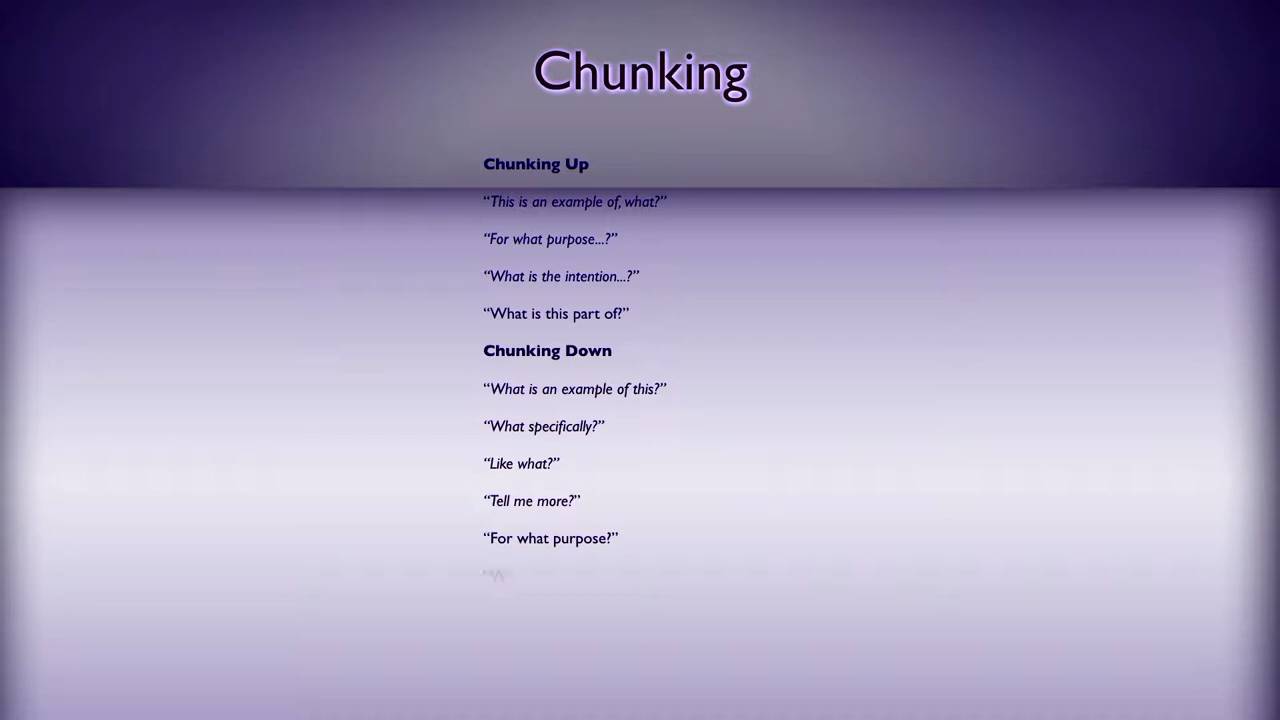 Chunking
Chunking Up
“This is an example of, what?”
“For what purpose...?”
“What is the intention...?”
“What is this part of?”
Chunking Down
“What is an example of this?”
“What specifically?”
“Like what?”
“Tell me more?”
“For what purpose?”